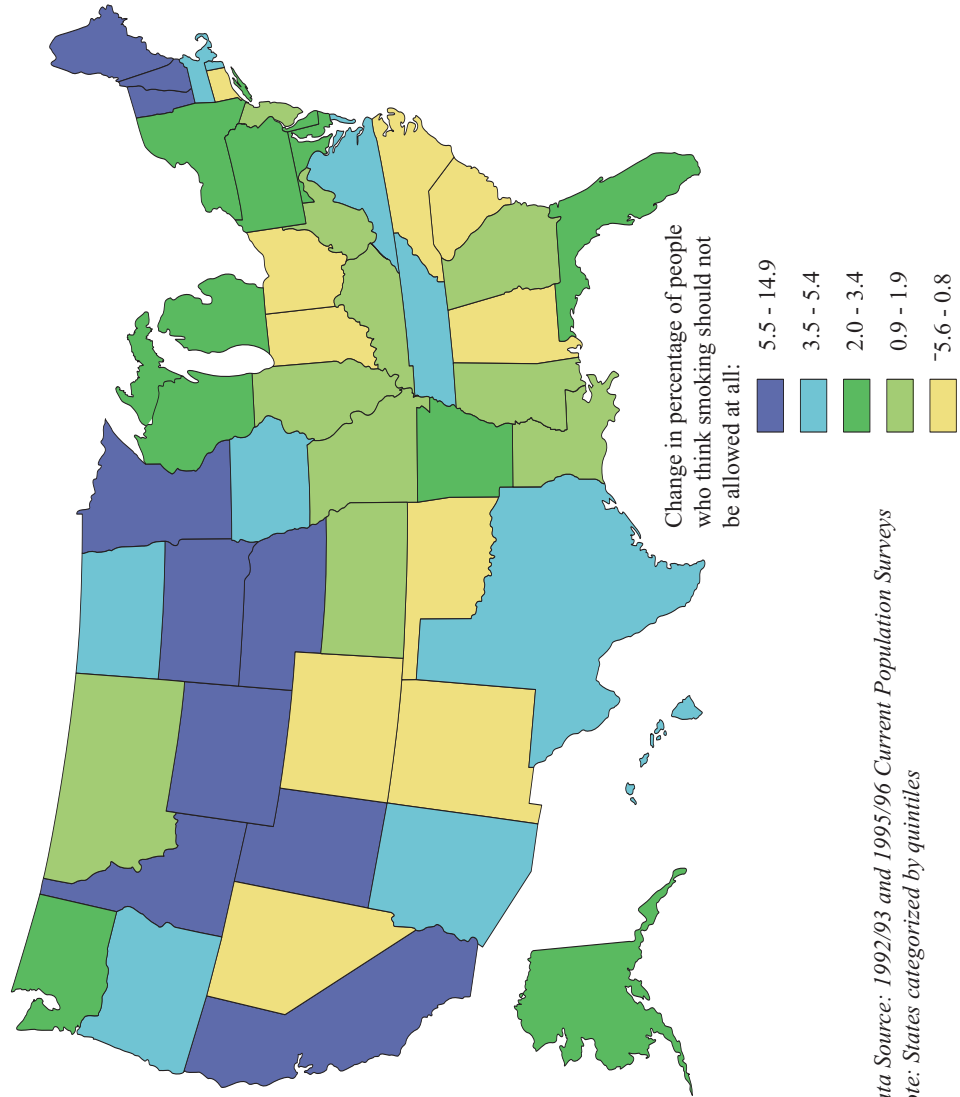 Change in percentage of people
who think smoking should not
be allowed at all:
5.5 - 14.9
3.5 - 5.4
2.0 - 3.4
0.9 - 1.9
-5.6 - 0.8
Source: 1992/93 and 1995/96 Current Population Surveys
States categorized by quintiles